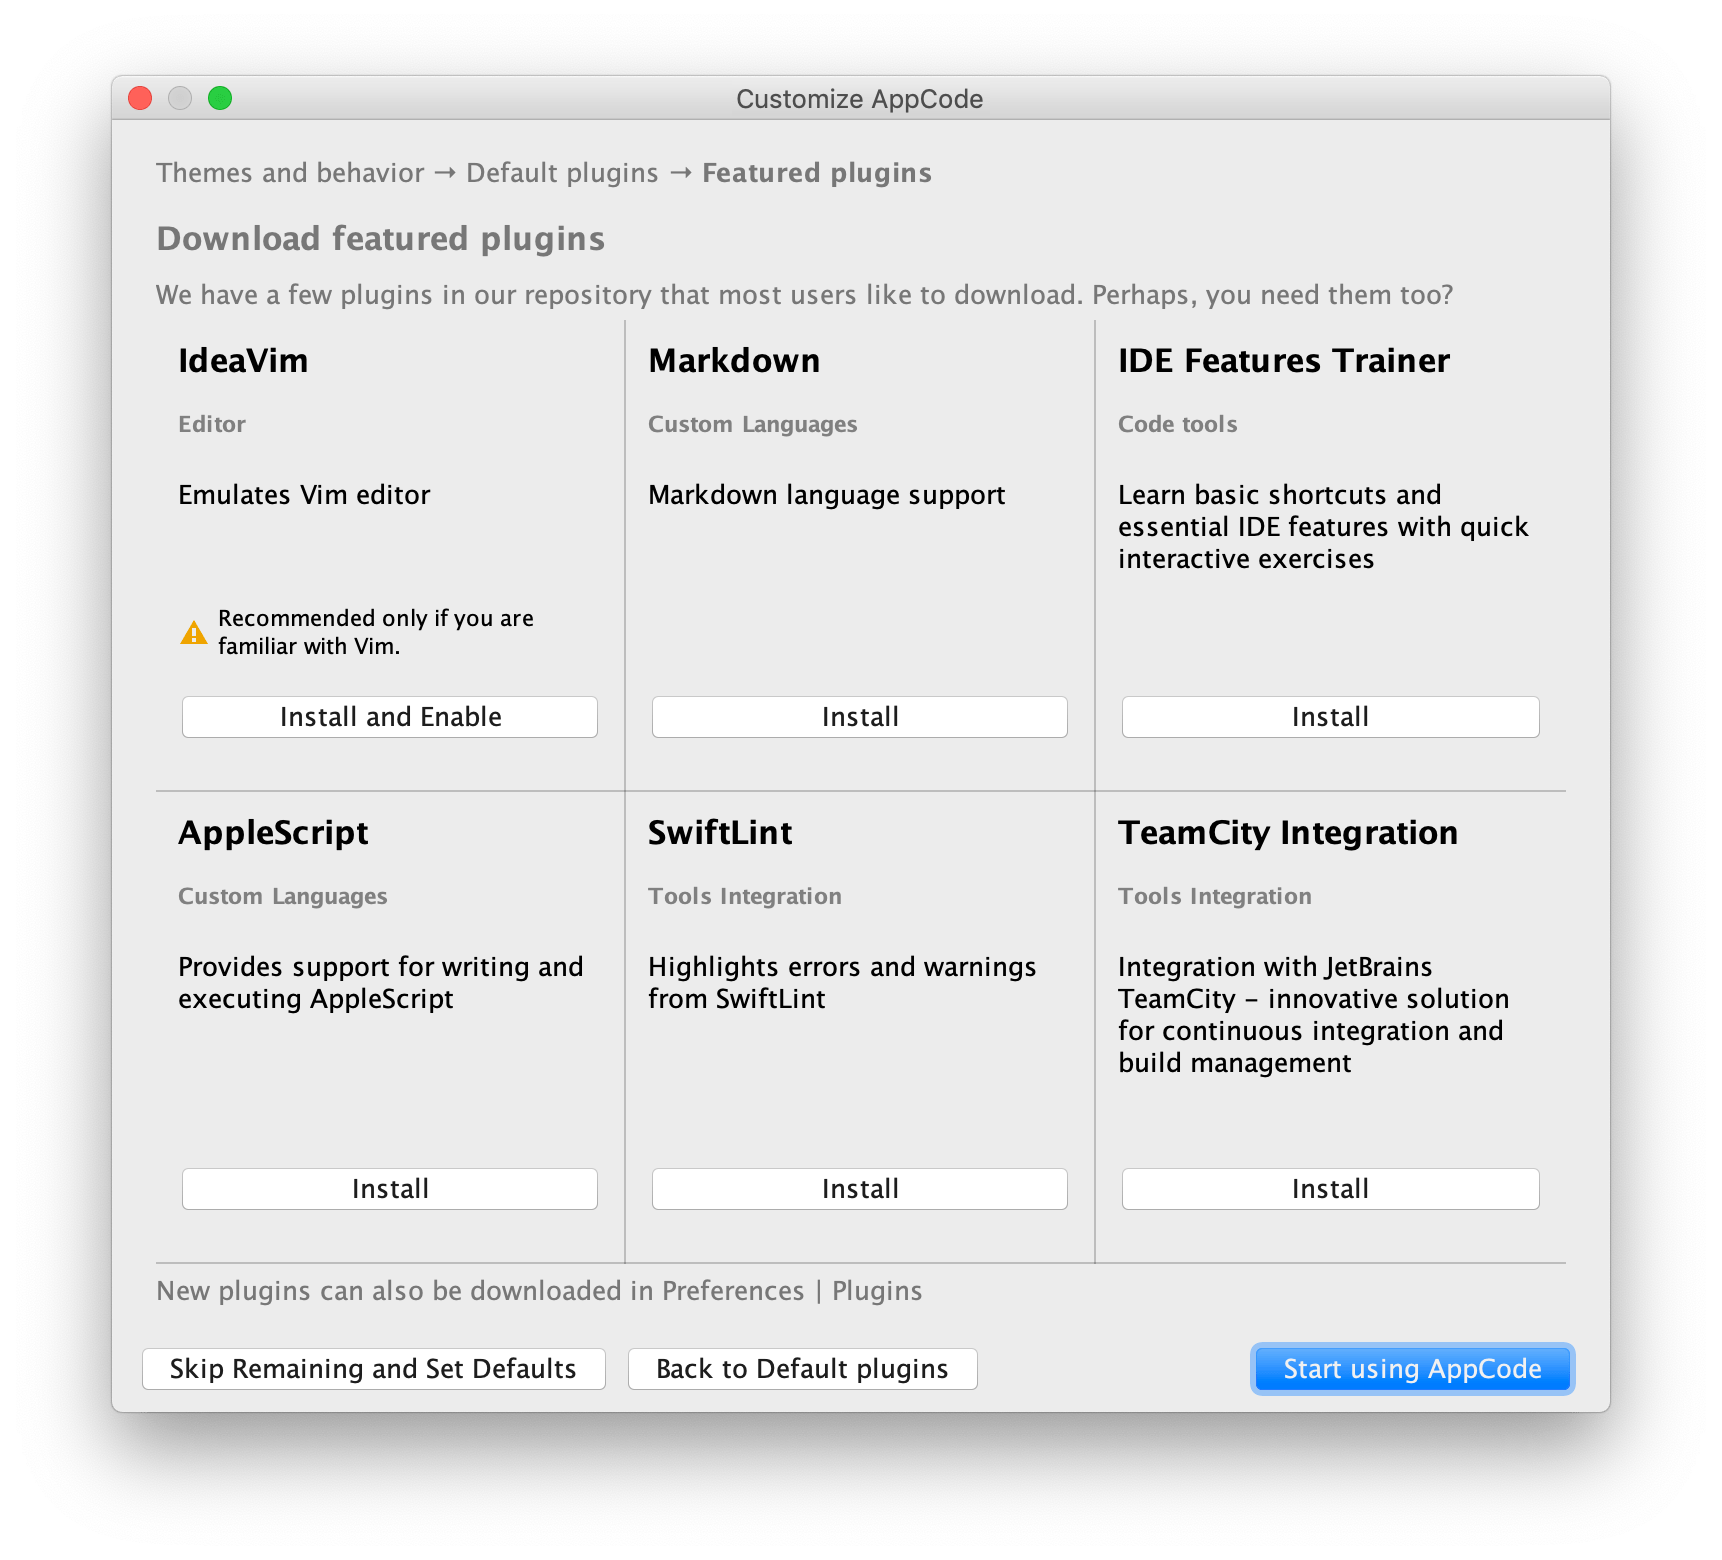 Customize AppCode
Themes and behavior → Default plugins → Featured plugins
Download featured plugins
We have a few plugins in our repository that most users like to download. Perhaps, you need them too?
IdeaVim
Editor
Emulates Vim editor
Recommended only if you are
familiar with Vim.
Install and Enable
Markdown
Custom Languages
Markdown language support
Install
IDE Features Trainer
Code tools
Learn basic shortcuts and
essential IDE features with quick
interactive exercises
Install
AppleScript
Custom Languages
Provides support for writing and
executing AppleScript
Install
SwiftLint
Tools Integration
Highlights errors and warnings
from SwiftLint
Install
TeamCity Integration
Tools Integration
Integration with JetBrains
TeamCity – innovative solution
for continuous integration and
build management
Install
New plugins can also be downloaded in Preferences | Plugins
Skip Remaining and Set Defaults
Back to Default plugins
Start using AppCode